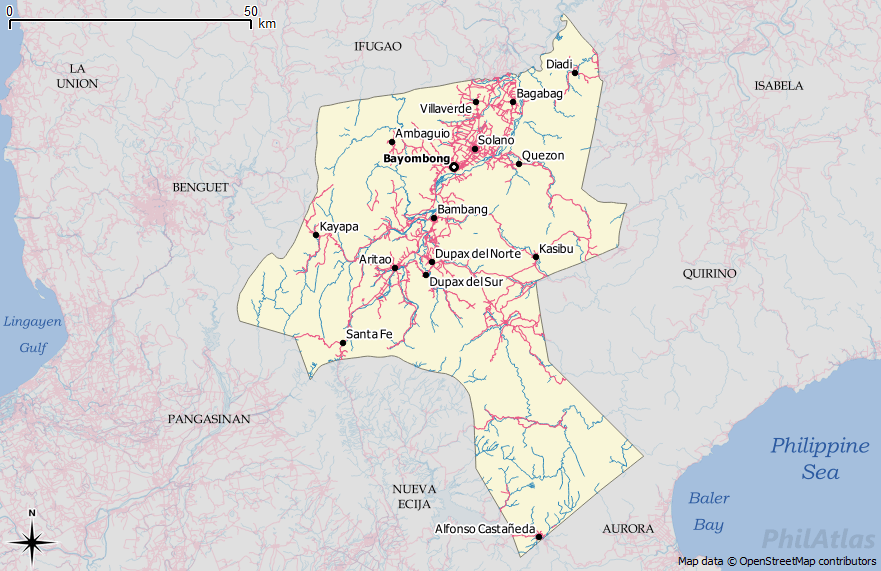 0
50
km
IFUGAO
LA
UNION
Diadi
ISABELA
Bagabag
Villaverde
Ambaguio
Solano
Bayombong
Quezon
BENGUET
Bambang
Kayapa
Kasibu
Dupax del Norte
Aritao
QUIRINO
Dupax del Sur
Lingayen
Gulf
Santa Fe
PANGASINAN
Philippine
Sea
NUEVA
ECIJA
Baler
Bay
N
Alfonso Castañeda
AURORA
PhilAtlas
Map data © OpenStreetMap contributors